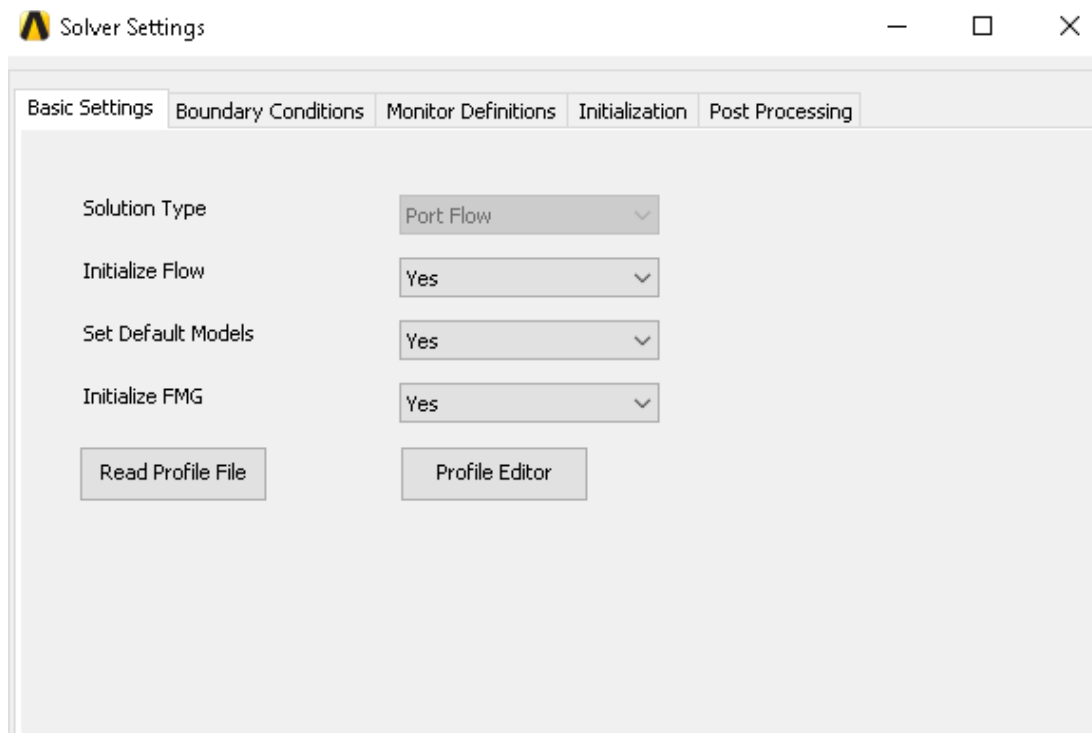 Solver Settings
Basic Settings Boundary Conditions Monitor Definitions Initialization Post Processing
Solution Type Port Flow
Initialize Flow Yes
Set Default Models Yes
Initialize FMG Yes
Read Profile File Profile Editor